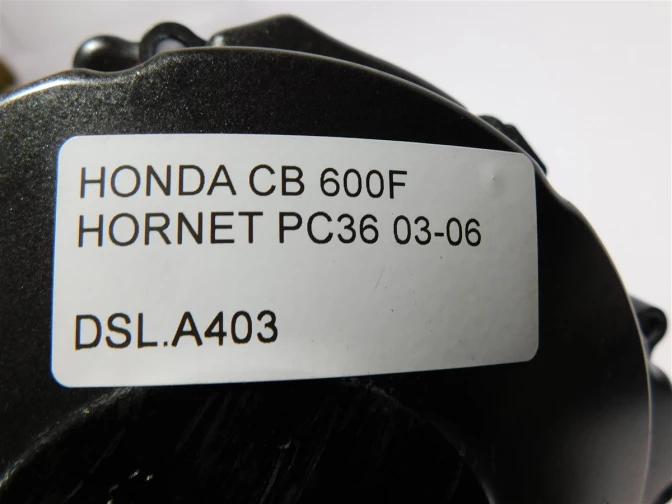 HONDA CB 600F
HORNET PC36 03-06
DSL.A403